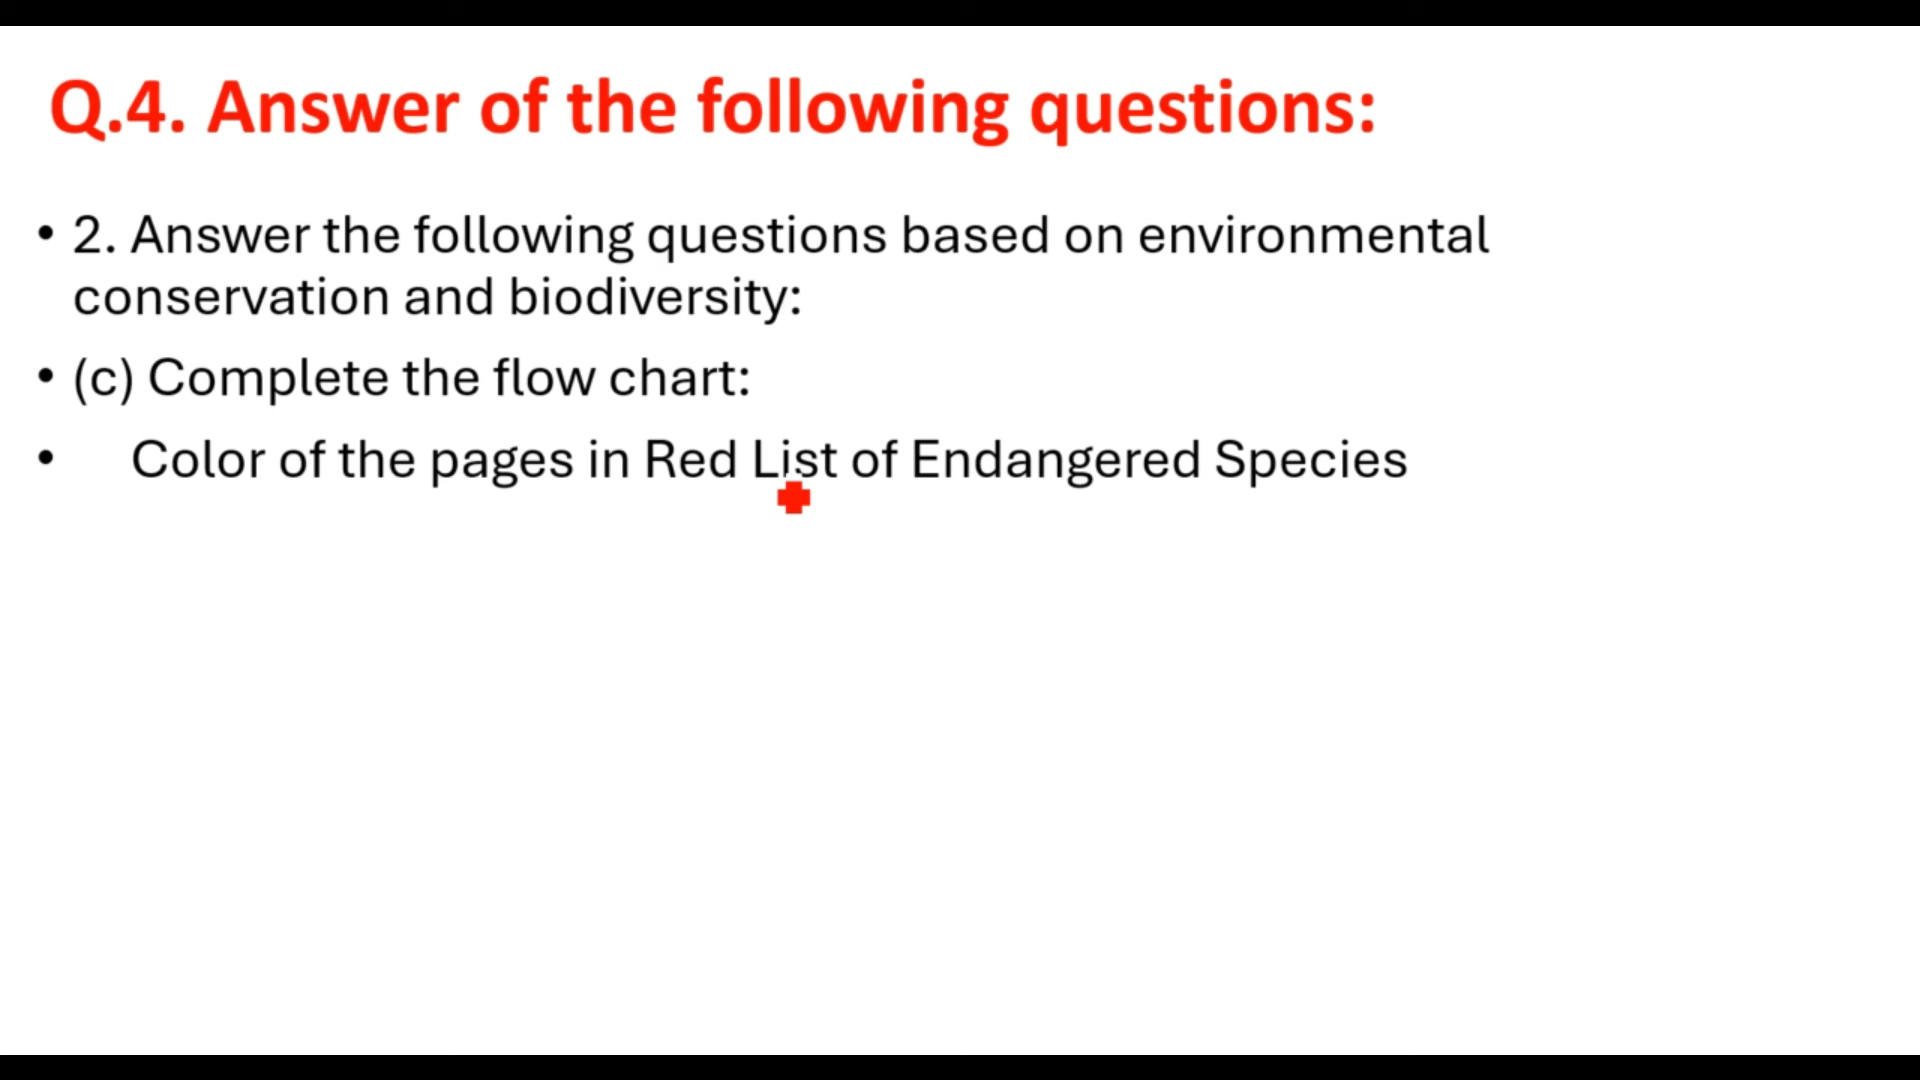 Q.4. Answer of the following questions:
• 2. Answer the following questions based on environmental
conservation and biodiversity:
• (c) Complete the flow chart:
• Color of the pages in Red List of Endangered Species